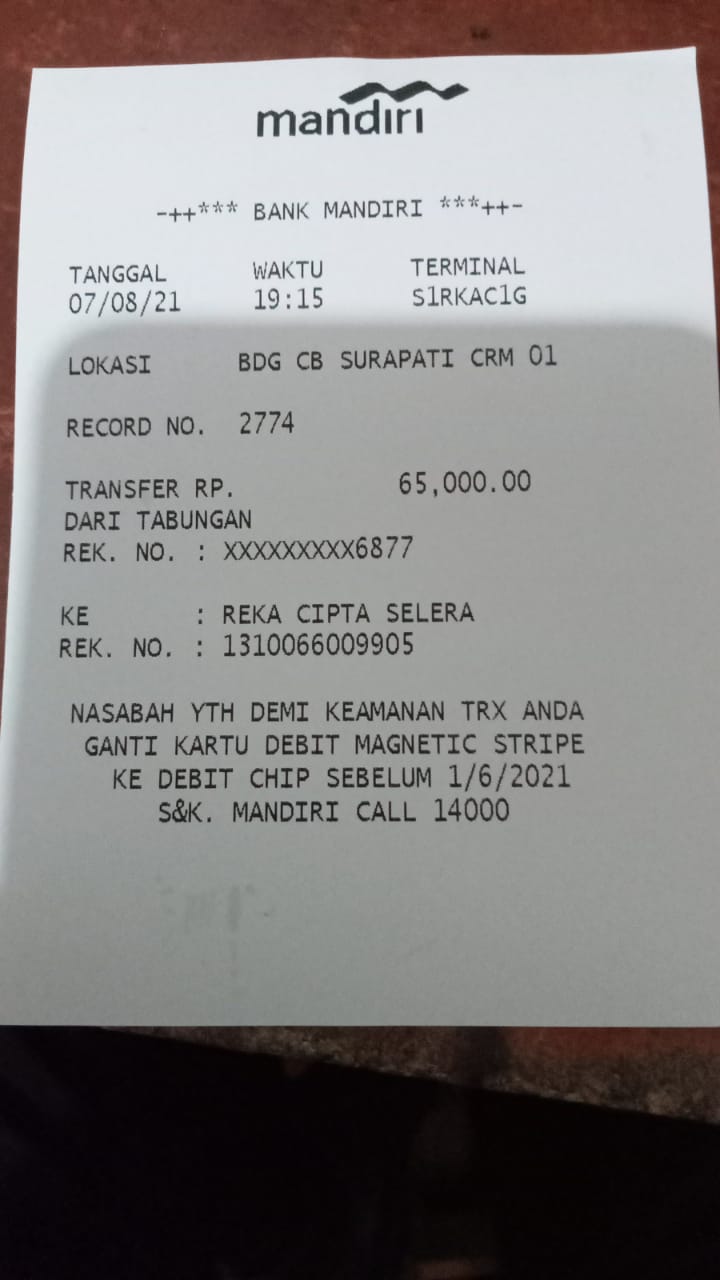 mandırı
-++*** BANK MANDIRI ***++-
TANGGAL WAKTU TERMINAL
07/08/21 19:15 S1RKAC1G
LOKASI BDG CB SURAPATI CRM 01
RECORD NO. 2774
TRANSFER RP. 65,000.00
DARI TABUNGAN
REK. NO. : XXXXXXXXX6877
KE : REKA CIPTA SELERA
REK. NO. : 1310066009905
NASABAH YTH DEMI KEAMANAN TRX ANDA
GANTI KARTU DEBIT MAGNETIC STRIPE
KE DEBIT CHIP SEBELUM 1/6/2021
S&K. MANDIRI CALL 14000